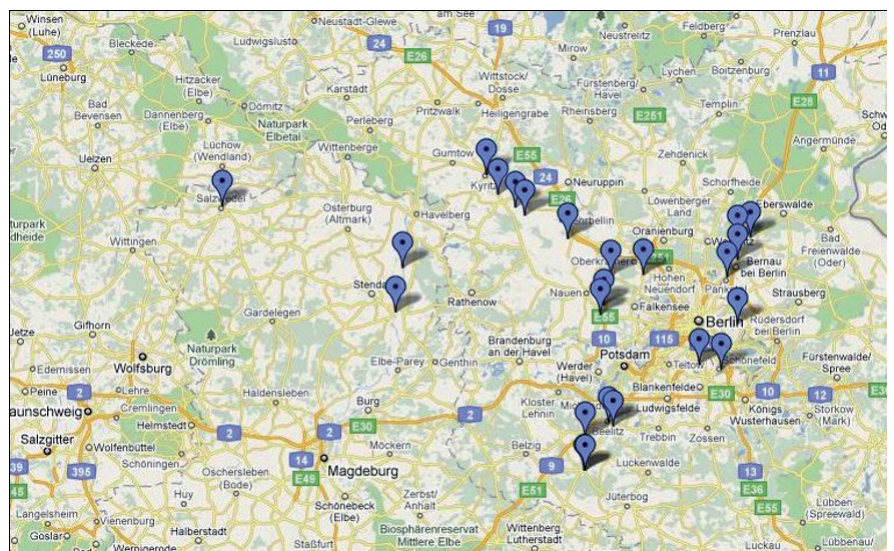 Winsen
(Luhe)
Bleckede
Neustadt-Glewe
am See
Neustrelitz
Feldberg
Prenzlau
19
24
Ludwigslust
E26
Mirow
250
Lüneburg
Lychen
Boitzenburg
11
Hitzacker
(Elbe)
Wittstock/
Dosse
Fürstenberg/
Havel
Karstädt
Templin
E28
Bad
Bevensen
Dannenberg
(Elbe)
Dömitz
Pritzwalk
Heiligengrabe
Rheinsberg
E251
Naturpark
Elbetal
Perleberg
Angermünde
Lüchow
(Wendland)
Wittenberge
Gumtow
E55
Zehdenick
Uelzen
24
Neuruppin
Schorfheide
Kyritz
Salzwedel
Osterburg
(Altmark)
Havelberg
Löwenberger
Land
Eberswalde
Oranienburg
Bad
Freienwalde
(Oder)
Wittingen
Hohen
Neuendorf
Bernau
bei Berlin
Stendal
Rathenow
Nauen
Strausberg
Gardelegen
Falkensee
E55
Berlin
Rüdersdorf
bei Berlin
Gifhorn
Naturpark
Drömling
Brandenburg
an der Havel
10
115
Potsdam
Wolfsburg
Elbe-Parey
Genthin
Werder
(Havel)
Teltow
Schönefeld
Fürstenwalde/
Spree
Edemissen
Peine
2
Lehre
Haldensleben
Burg
2
Kloster
Lehnin
Blankenfelde
E30
10
12
Cremlingen
Ludwigsfelde
Königs
Wusterhausen
Storkow
(Mark)
Helmstedt
2
2
E30
Beelitz
Salzgitter
Wolfenbüttel
14
Möckern
Belzig
Trebbin
Zossen
39
395
Schöningen
Magdeburg
9
Luckenwalde
13
Oschersleben
(Bode)
E49
E51
E36
Huy
Jüterbog
Langelsheim
Vienenburg
Schönebeck
(Elbe)
Zerbst/
Anhalt
E55
Lübben
(Spreewald)
Goslar
Halberstadt
Biosphärenreservat
Mittlere Elbe
Wittenberg,
Lutherstadt
Wernigerode
Staßfurt
Luckau
Lübbenau/